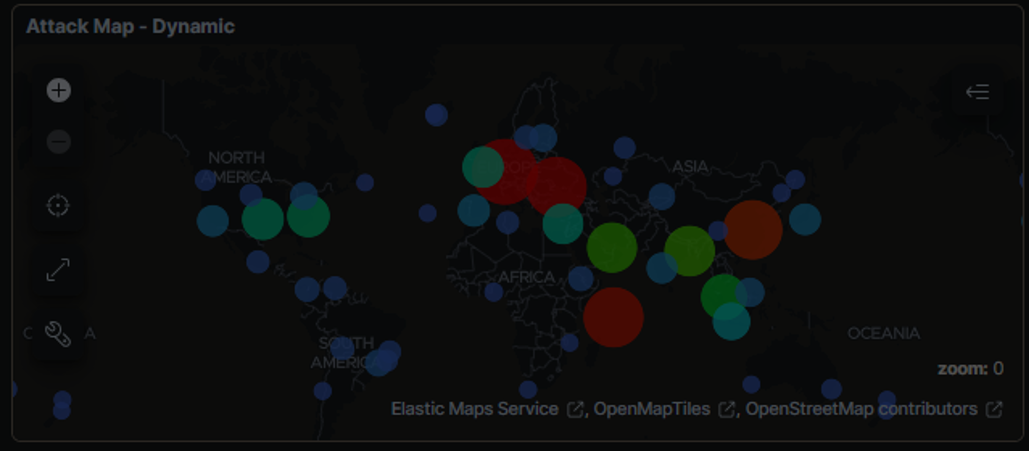 Attack Map - Dynamic
NORTH
AMERICA
ASIA
AFRICA
SOUTH
AMERICA
OCEANIA
zoom: 0
Elastic Maps Service , OpenMapTiles , OpenStreetMap contributors